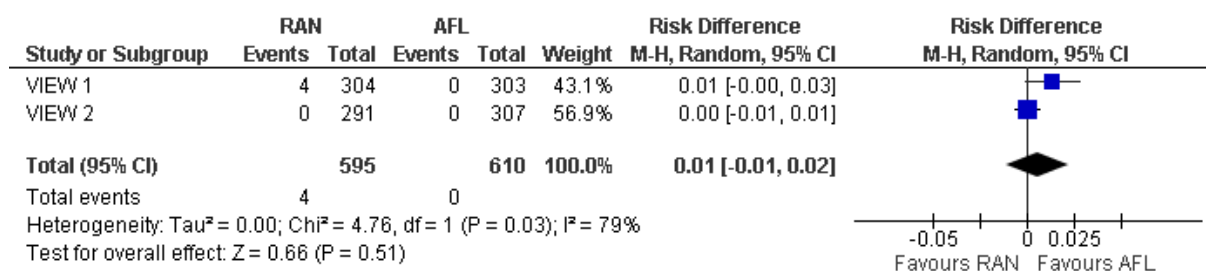 RAN AFL Risk Difference Risk Difference
Study or Subgroup Events Total Events Total Weight M-H, Random, 95% CI M-H, Random, 95% CI
VIEW 1 4 304 0 303 43.1% 0.01 [-0.00, 0.03]
VIEW 2 0 291 0 307 56.9% 0.00 [-0.01, 0.01]
Total (95% CI) 595 610 100.0% 0.01 [-0.01, 0.02]
Total events 4 0
Heterogeneity: Tau² = 0.00; Chi² = 4.76, df = 1 (P = 0.03); I² = 79%
Test for overall effect: Z = 0.66 (P = 0.51)
-0.05 0 0.025
Favours RAN Favours AFL